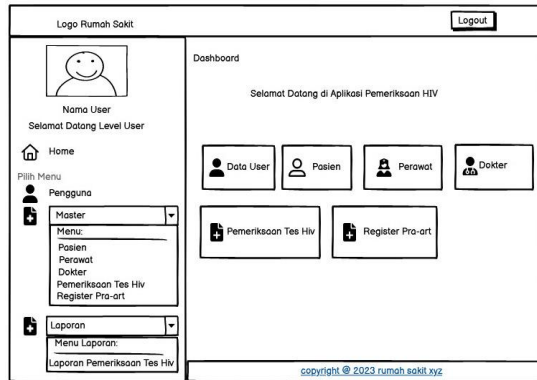 Logo Rumah Sakit
Logout
Nama User
Selamat Datang Level User
Home
Pilih Menu
Pengguna
Master
Menu:
Pasien
Perawat
Dokter
Pemeriksaan Tes Hiv
Register Pra-art
Laporan
Menu Laporan:
Laporan Pemeriksaan Tes Hiv
Dashboard
Selamat Datang di Aplikasi Pemeriksaan HIV
Data User
Pasien
Perawat
Dokter
Pemeriksaan Tes Hiv
Register Pra-art
copyright @ 2023 rumah sakit xyz